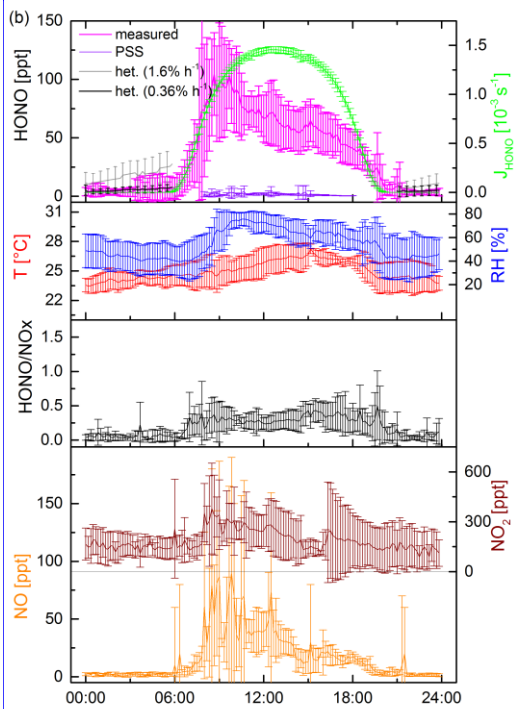 (b)
measured
PSS
het. (1.6% h⁻¹)
het. (0.36% h⁻¹)
HONO [ppt]
150
100
50
0
J_HONO [10⁻³ s⁻¹]
1.5
1.0
0.5
0.0
T [°C]
31
28
25
22
RH [%]
80
60
40
20
HONO/NOx
1.5
1.0
0.5
0.0
NO [ppt]
150
100
50
0
NO₂ [ppt]
600
300
0
00:00 06:00 12:00 18:00 24:00